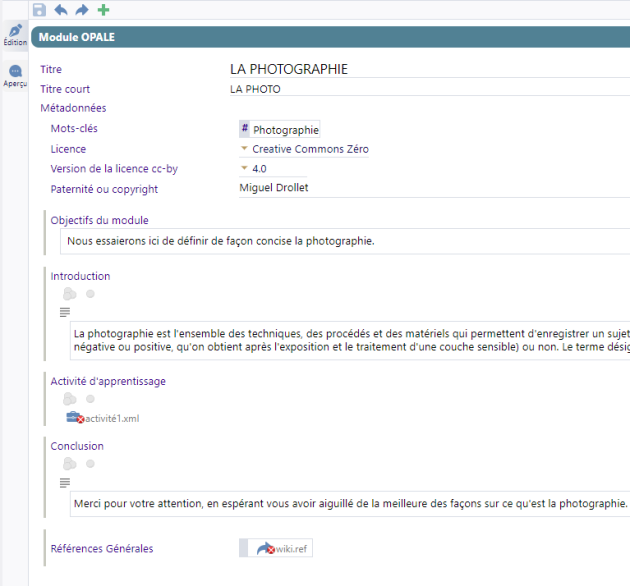 Édition
Aperçu
Module OPALE
Titre LA PHOTOGRAPHIE
Titre court LA PHOTO
Métadonnées
Mots-clés # Photographie
Licence Creative Commons Zéro
Version de la licence cc-by 4.0
Paternité ou copyright Miguel Drollet
Objectifs du module
Nous essaierons ici de définir de façon concise la photographie.
Introduction
La photographie est l'ensemble des techniques, des procédés et des matériels qui permettent d'enregistrer un sujet
négative ou positive, qu'on obtient après l'exposition et le traitement d'une couche sensible) ou non. Le terme désig
Activité d'apprentissage
activité1.xml
Conclusion
Merci pour votre attention, en espérant vous avoir aiguillé de la meilleure des façons sur ce qu'est la photographie.
Références Générales wiki.ref